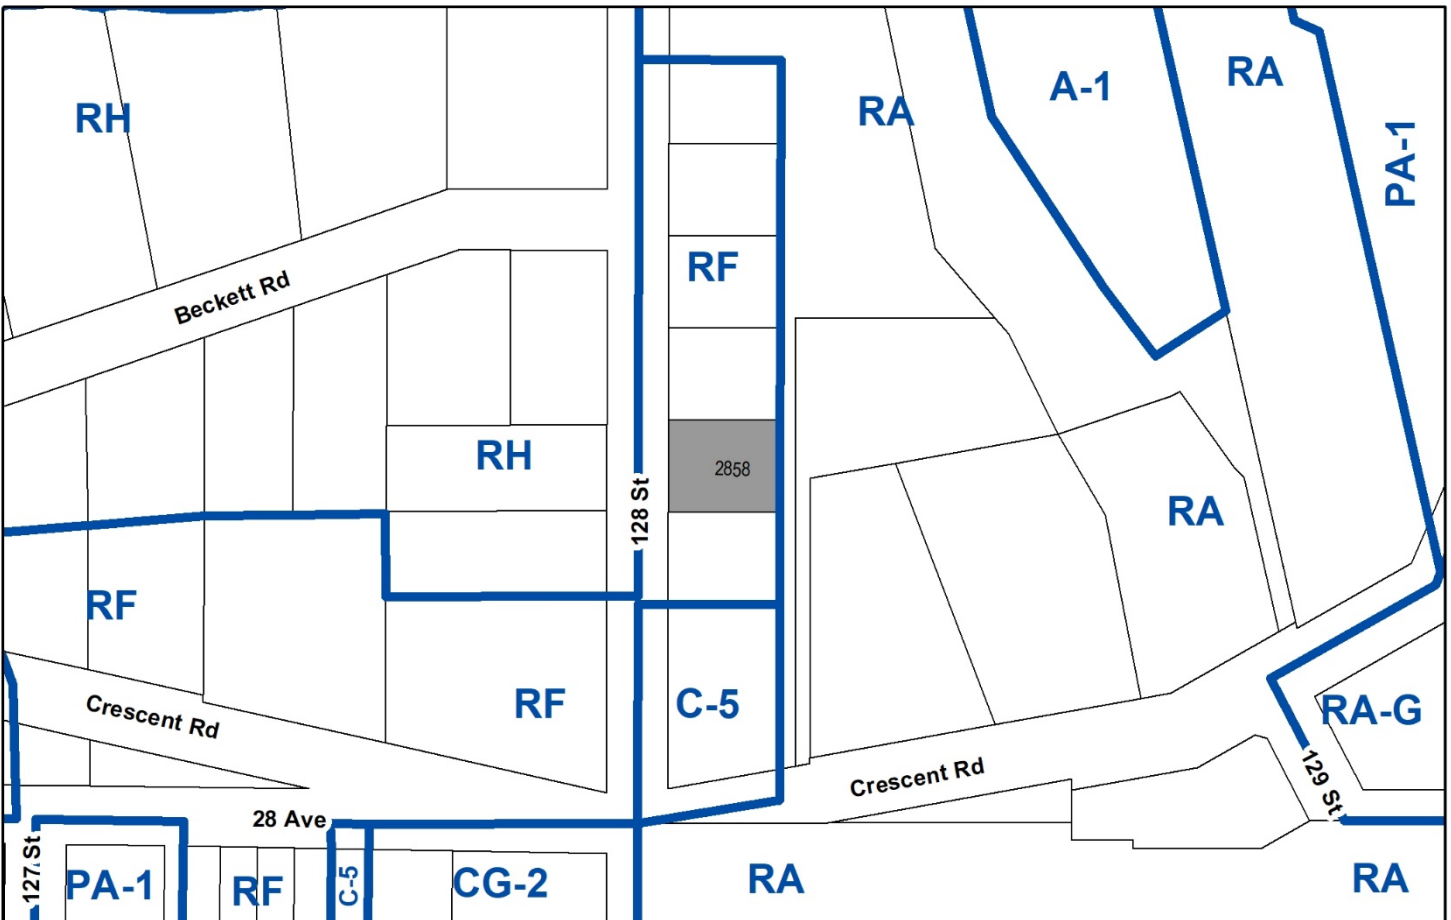 RH
RA
A-1
RA
PA-1
RF
Beckett Rd
RH
2858
128 St
RA
RF
RF
C-5
RA-G
Crescent Rd
Crescent Rd
129 St
28 Ave
127 St
PA-1
RF
C-5
CG-2
RA
RA